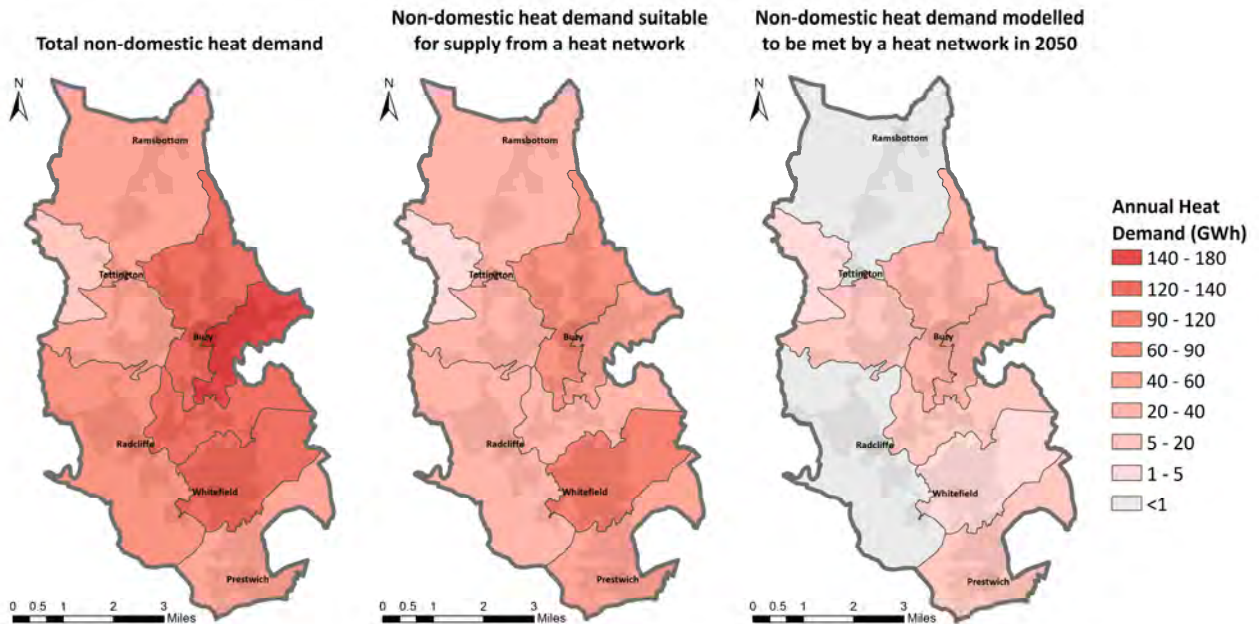 Total non-domestic heat demand
Non-domestic heat demand suitable
for supply from a heat network
Non-domestic heat demand modelled
to be met by a heat network in 2050
N
Ramsbottom
Tottington
Bury
Radcliffe
Whitefield
Prestwich
0 0.5 1 2 3
Miles
N
Ramsbottom
Tottington
Bury
Radcliffe
Whitefield
Prestwich
0 0.5 1 2 3
Miles
N
Ramsbottom
Tottington
Bury
Radcliffe
Whitefield
Prestwich
0 0.5 1 2 3
Miles
Annual Heat
Demand (GWh)
140 - 180
120 - 140
90 - 120
60 - 90
40 - 60
20 - 40
5 - 20
1 - 5
<1